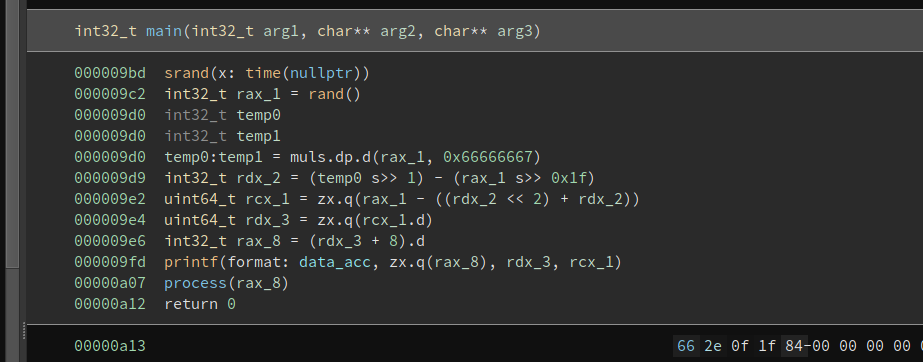 int32_t main(int32_t arg1, char** arg2, char** arg3)
000009bd srand(x: time(nullptr))
000009c2 int32_t rax_1 = rand()
000009d0 int32_t temp0
000009d0 int32_t temp1
000009d0 temp0:temp1 = muls.dp.d(rax_1, 0x66666667)
000009d9 int32_t rdx_2 = (temp0 s>> 1) - (rax_1 s>> 0x1f)
000009e2 uint64_t rcx_1 = zx.q(rax_1 - ((rdx_2 << 2) + rdx_2))
000009e4 uint64_t rdx_3 = zx.q(rcx_1.d)
000009e6 int32_t rax_8 = (rdx_3 + 8).d
000009fd printf(format: data_acc, zx.q(rax_8), rdx_3, rcx_1)
00000a07 process(rax_8)
00000a12 return 0
00000a13 66 2e 0f 1f 84-00 00 00 00